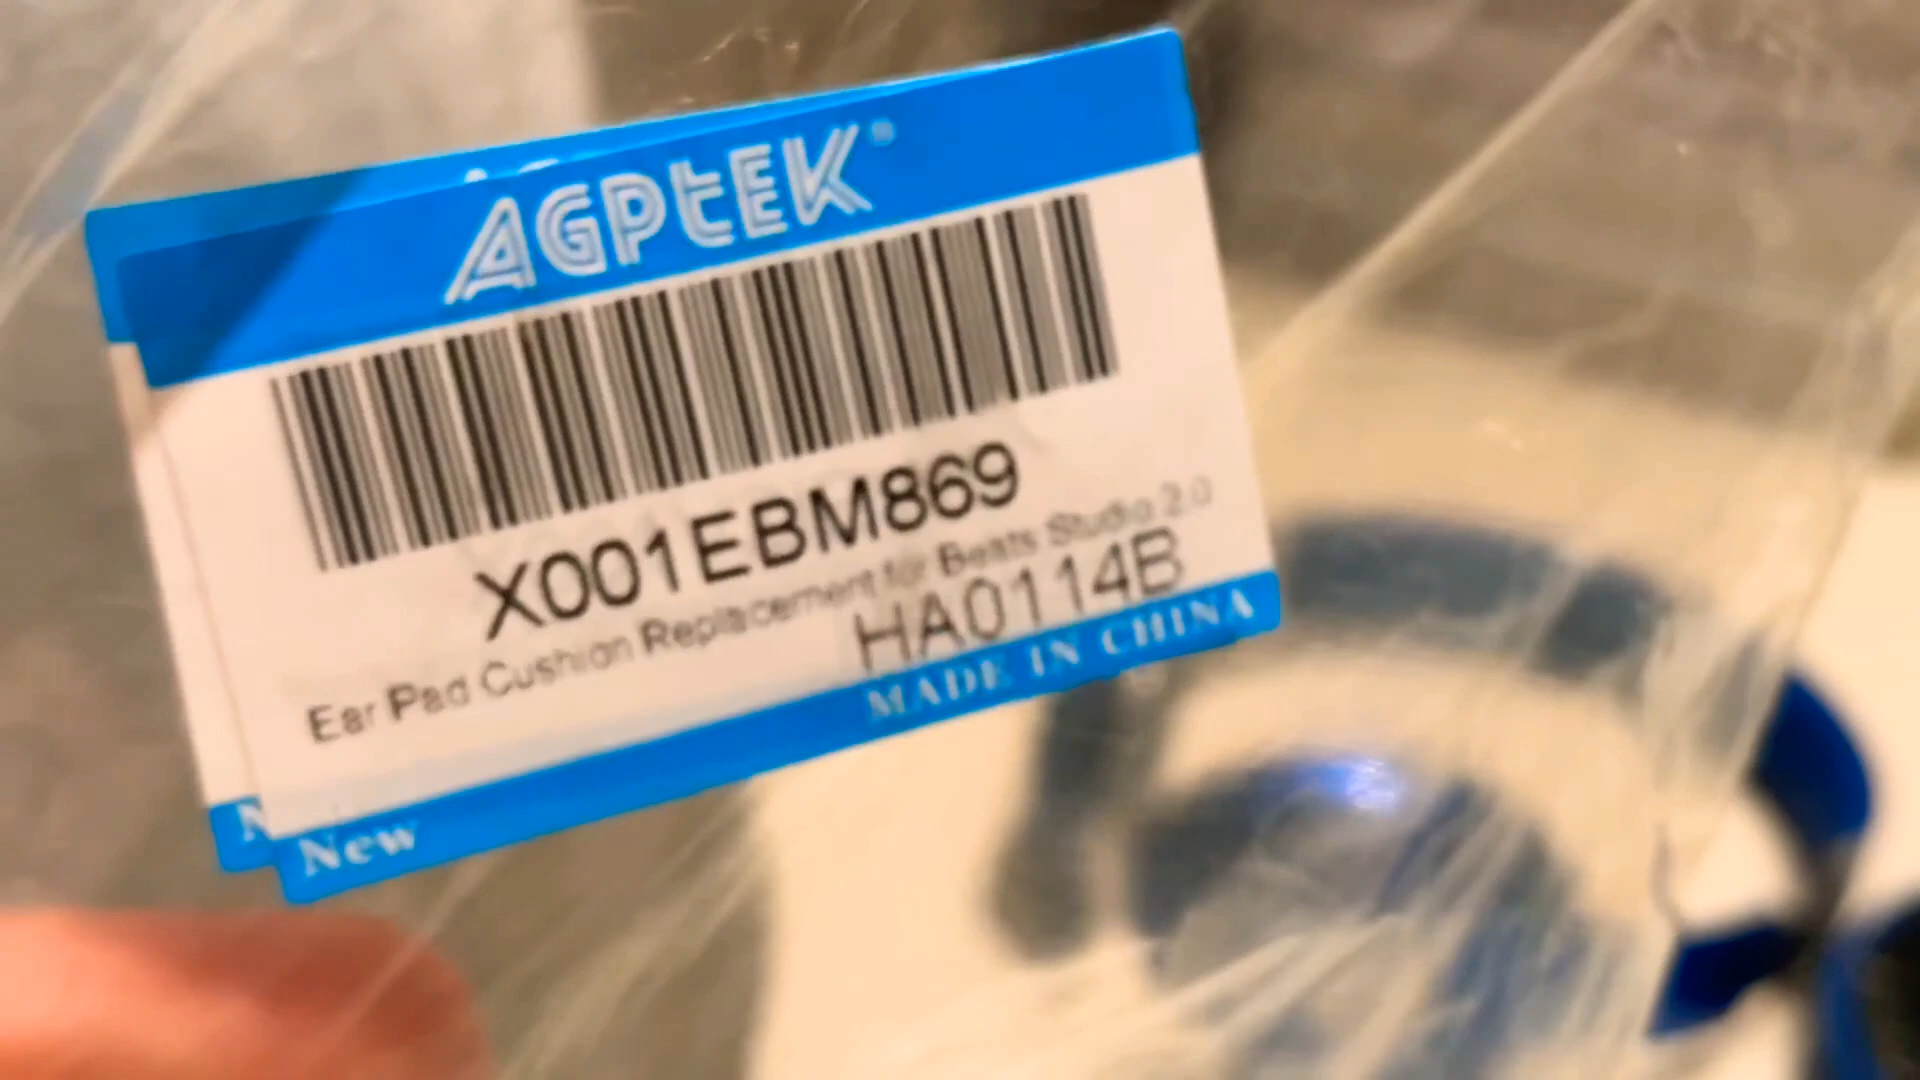 AGPtEK®
X001EBM869
Ear Pad Cushion Replacement for Beats Studio 2.0
HA0114B
MADE IN CHINA
New